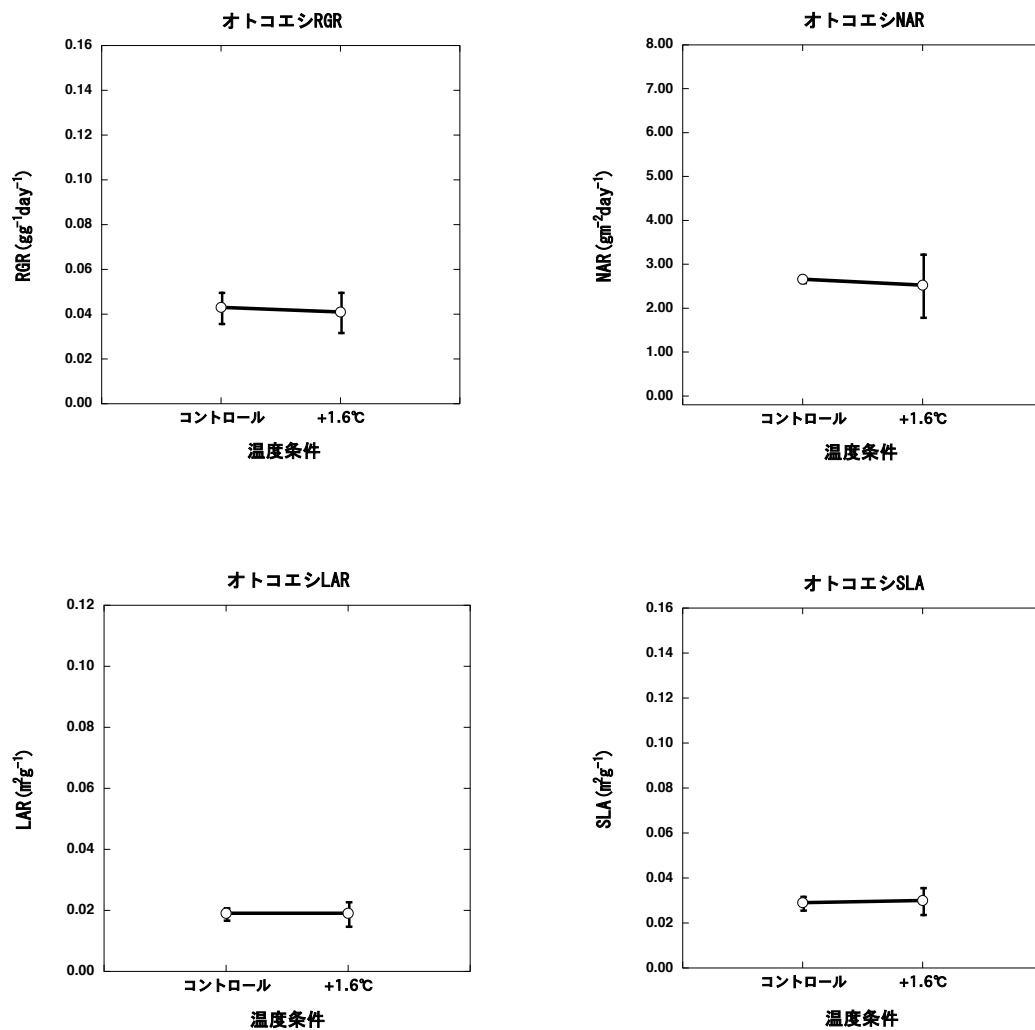 オトコエシRGR
0.16
0.14
0.12
0.10
0.08
0.06
0.04
0.02
0.00
RGR(gg⁻¹day⁻¹)
コントロール +1.6℃
温度条件
オトコエシNAR
8.00
7.00
6.00
5.00
4.00
3.00
2.00
1.00
0.00
NAR(gm⁻²day⁻¹)
コントロール +1.6℃
温度条件
オトコエシLAR
0.12
0.10
0.08
0.06
0.04
0.02
0.00
LAR(m²g⁻¹)
コントロール +1.6℃
温度条件
オトコエシSLA
0.16
0.14
0.12
0.10
0.08
0.06
0.04
0.02
0.00
SLA(m²g⁻¹)
コントロール +1.6℃
温度条件